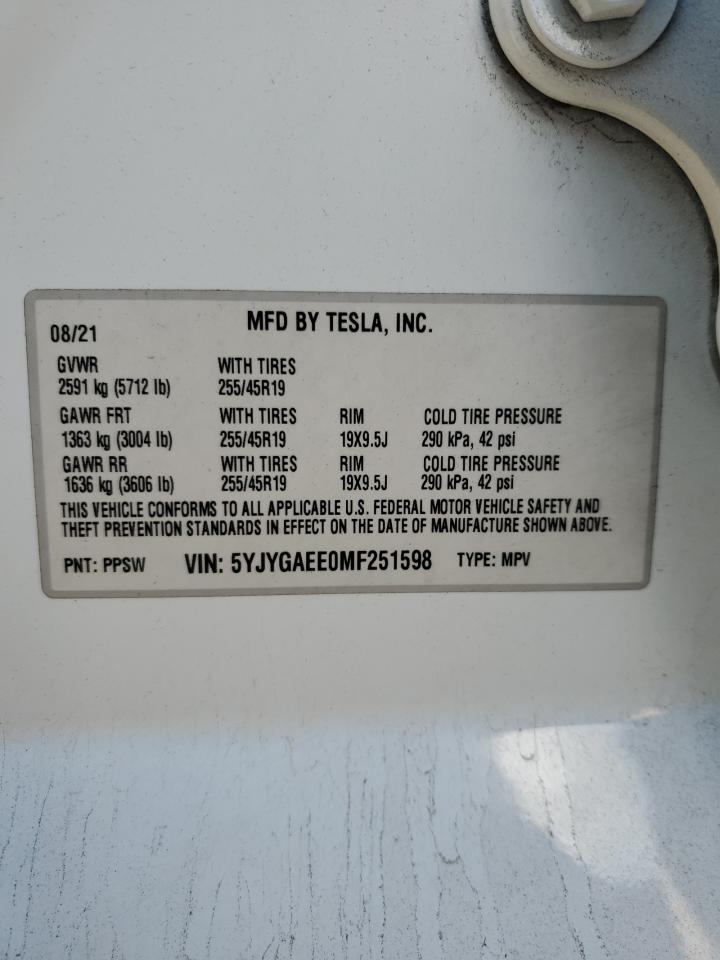 MFD BY TESLA, INC.
08/21
GVWR WITH TIRES
2591 kg (5712 lb) 255/45R19
GAWR FRT WITH TIRES RIM COLD TIRE PRESSURE
1363 kg (3004 lb) 255/45R19 19X9.5J 290 kPa, 42 psi
GAWR RR WITH TIRES RIM COLD TIRE PRESSURE
1636 kg (3606 lb) 255/45R19 19X9.5J 290 kPa, 42 psi
THIS VEHICLE CONFORMS TO ALL APPLICABLE U.S. FEDERAL MOTOR VEHICLE SAFETY AND
THEFT PREVENTION STANDARDS IN EFFECT ON THE DATE OF MANUFACTURE SHOWN ABOVE.
PNT: PPSW VIN: 5YJYGAEE0MF251598 TYPE: MPV